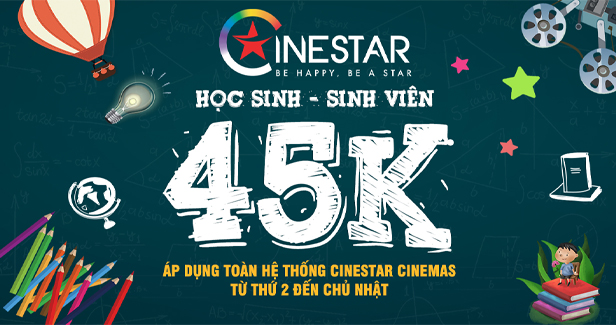 CINESTAR
BE HAPPY, BE A STAR
HỌC SINH - SINH VIÊN
45K
ÁP DỤNG TOÀN HỆ THỐNG CINESTAR CINEMAS
TỪ THỨ 2 ĐẾN CHỦ NHẬT